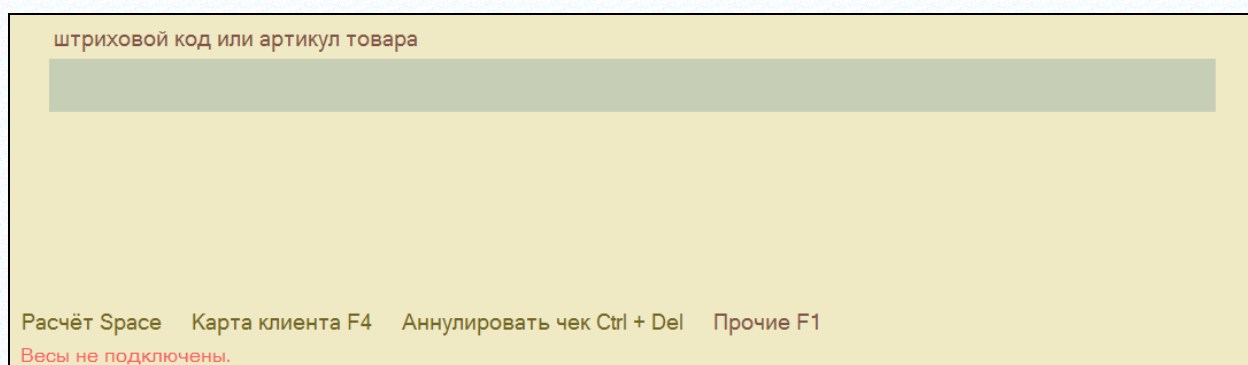 штриховой код или артикул товара
Расчёт Space Карта клиента F4 Аннулировать чек Ctrl + Del Прочие F1
Весы не подключены.